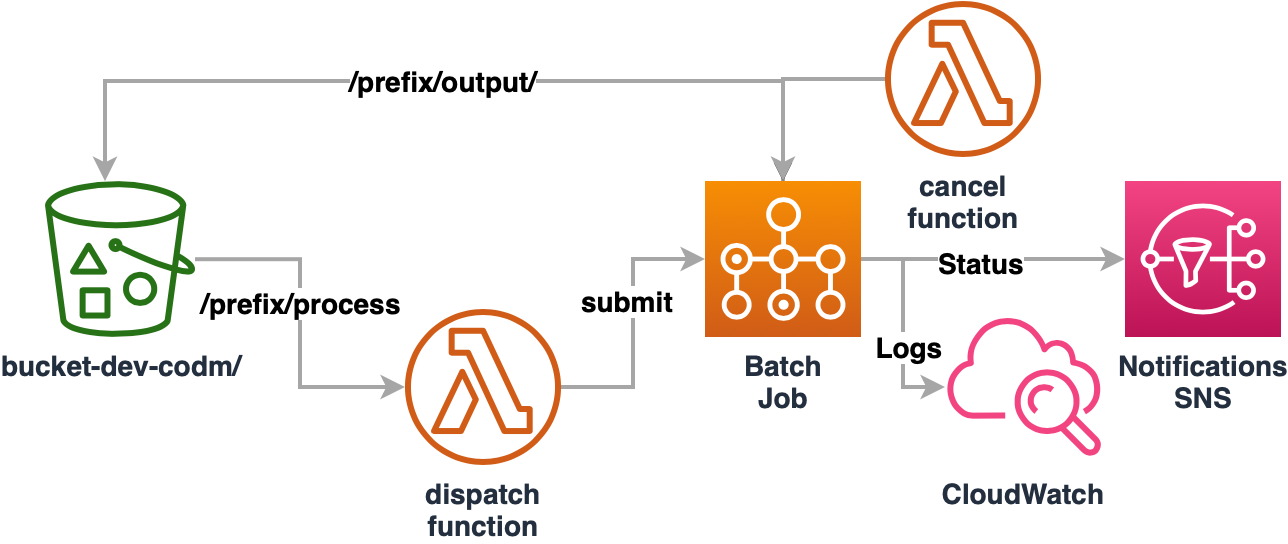 /prefix/output/
cancel
function
Status
/prefix/process
submit
Logs
bucket-dev-codm/
Batch
Job
Notifications
SNS
dispatch
function
CloudWatch